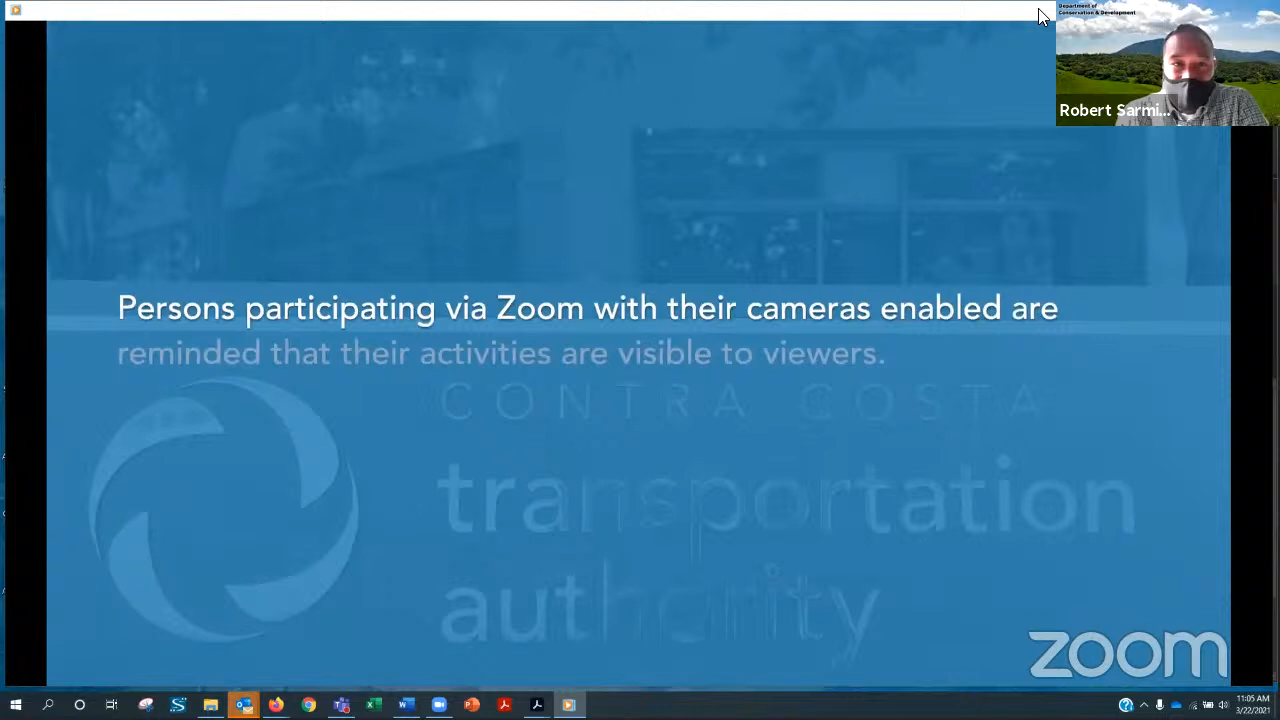 Department of
Conservation & Development
Robert Sarmi...
Persons participating via Zoom with their cameras enabled are
reminded that their activities are visible to viewers.
CONTRA COSTA
transportation
authority
zoom
11:05 AM
3/22/2021